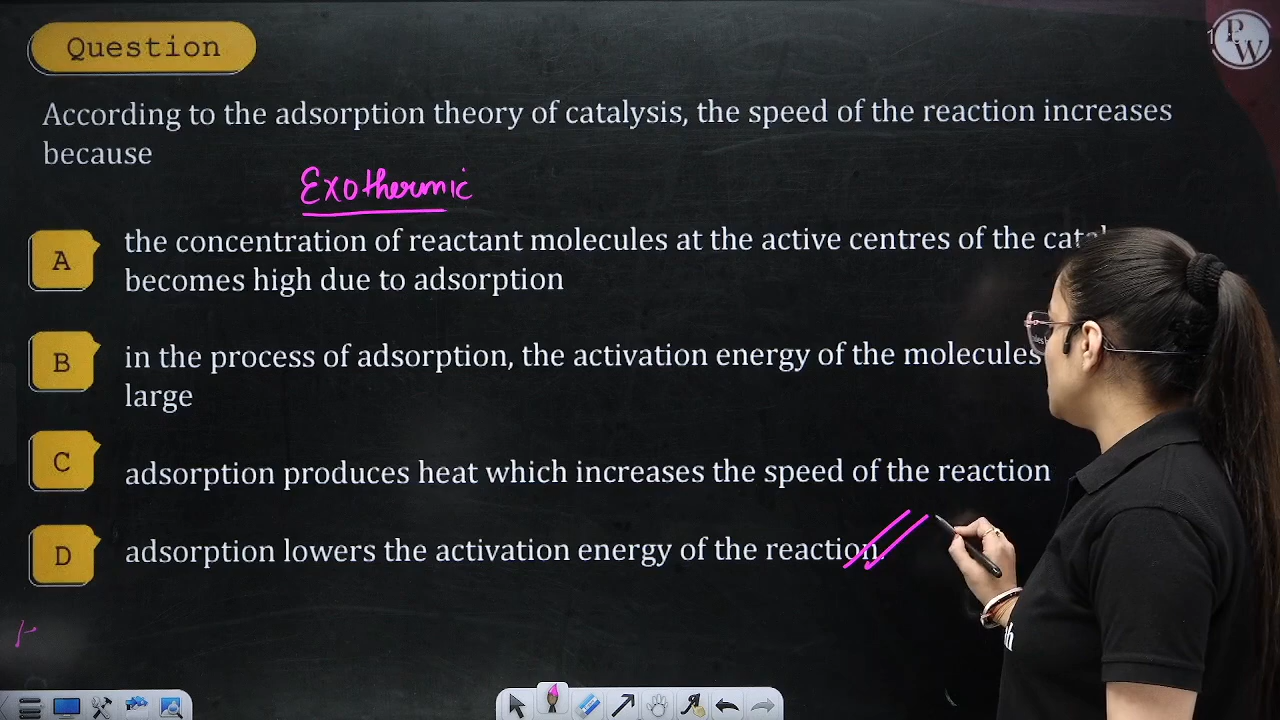 Question
PW
According to the adsorption theory of catalysis, the speed of the reaction increases
because
Exothermic
A
the concentration of reactant molecules at the active centres of the
becomes high due to adsorption
B
in the process of adsorption, the activation energy of the molecules
large
C
adsorption produces heat which increases the speed of the reaction
D
adsorption lowers the activation energy of the reaction.